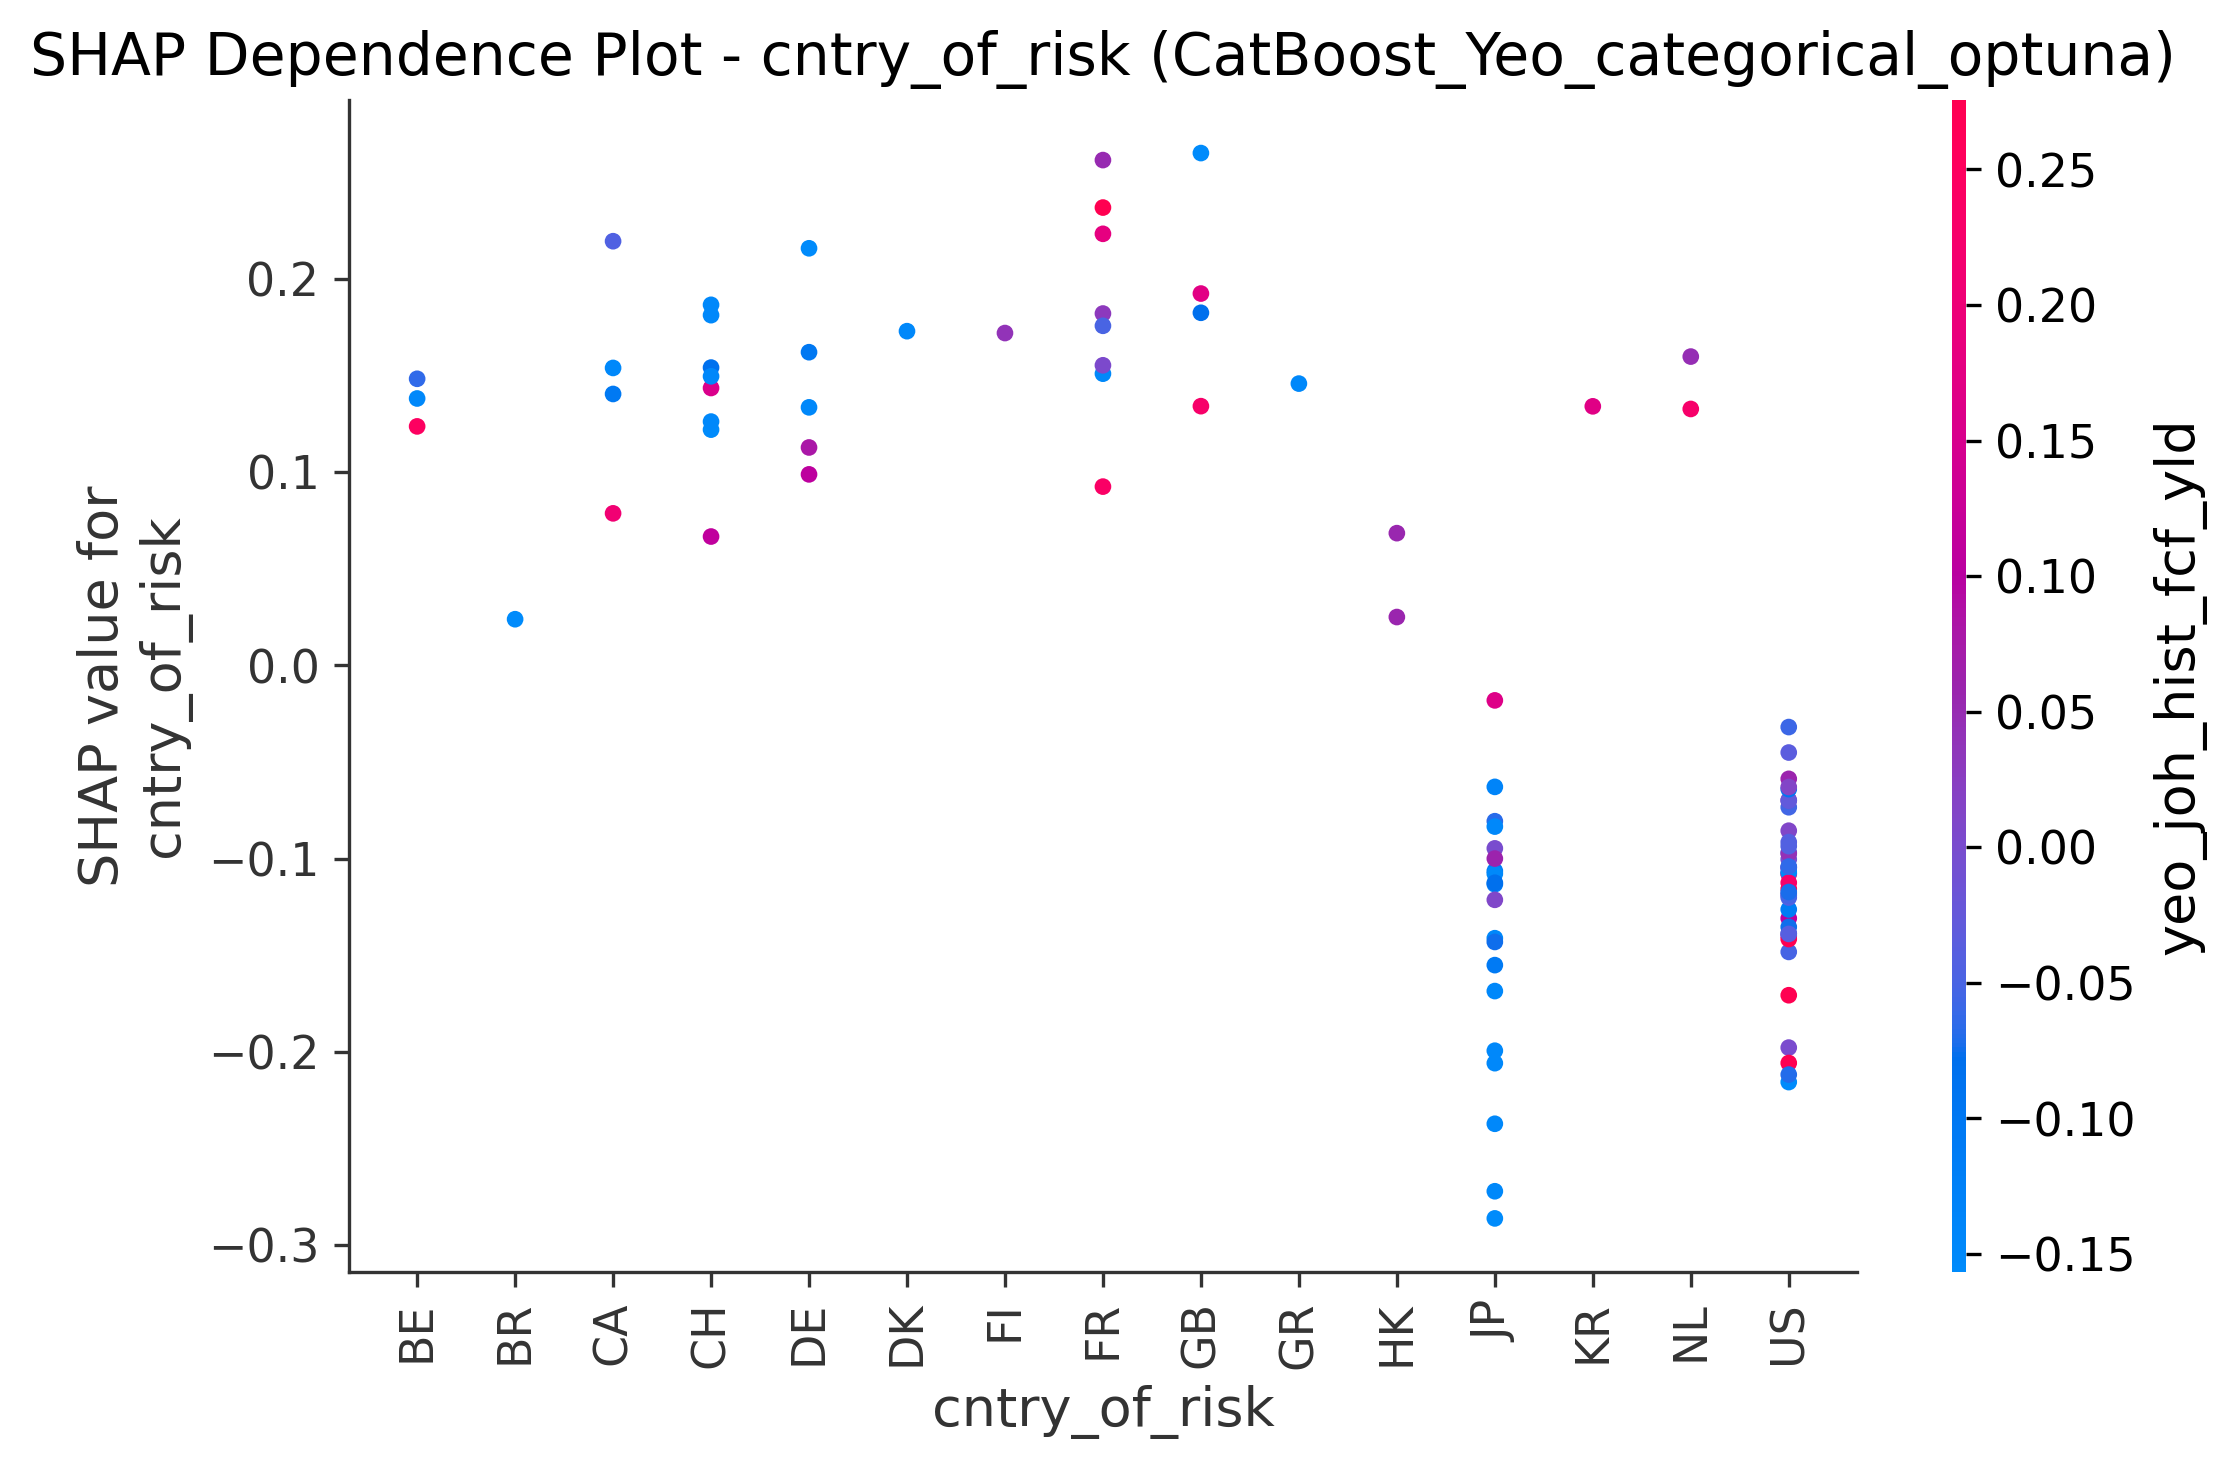 SHAP Dependence Plot - cntry_of_risk (CatBoost_Yeo_categorical_optuna)
SHAP value for
cntry_of_risk
0.2
0.1
0.0
−0.1
−0.2
−0.3
BE
BR
CA
CH
DE
DK
FI
FR
GB
GR
HK
JP
KR
NL
US
cntry_of_risk
0.25
0.20
0.15
0.10
0.05
0.00
−0.05
−0.10
−0.15
yeo_joh_hist_fcf_yld